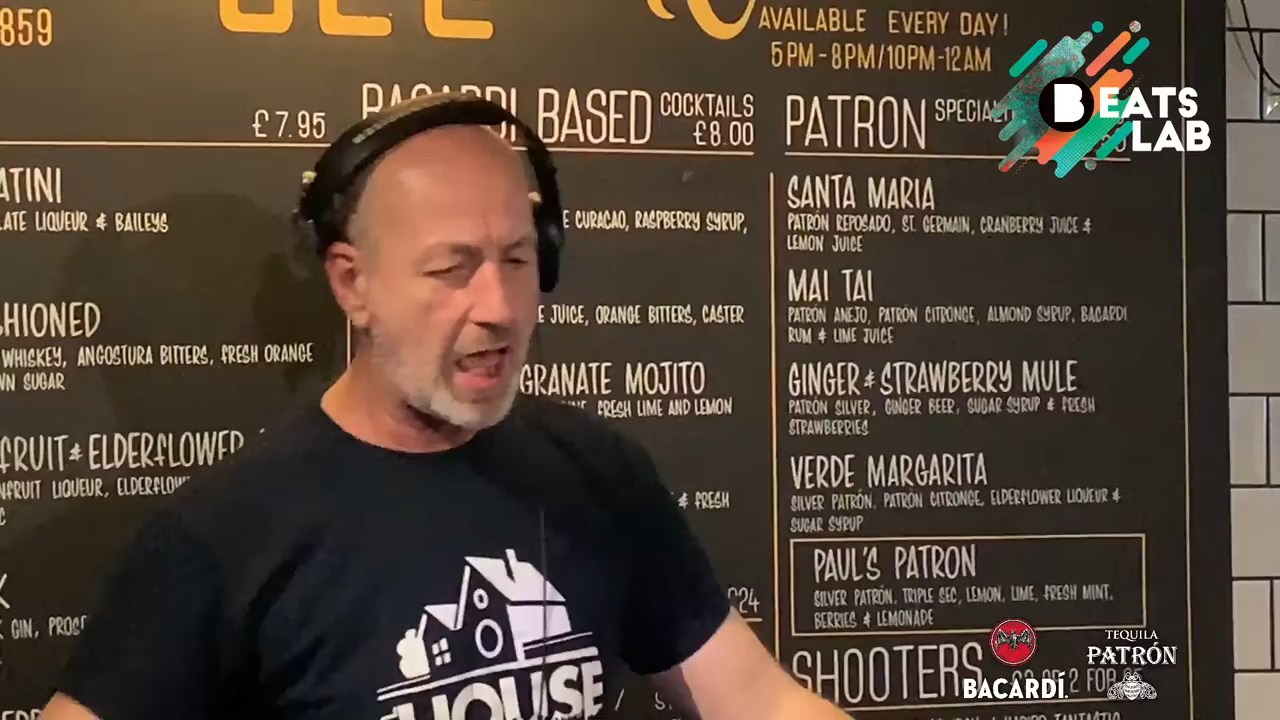 859
AVAILABLE EVERY DAY!
5PM-8PM/10PM-12AM
BEATS
LAB
£7.95
BACARDI BASED COCKTAILS
£8.00
PATRON
ATINI
LATE LIQUEUR & BAILEYS
E CURACAO, RASPBERRY SYRUP,
E JUICE, ORANGE BITTERS, CASTER
HIONED
WHISKEY, ANGOSTURA BITTERS, FRESH ORANGE
WN SUGAR
GRANATE MOJITO
FRESH LIME AND LEMON
FRUIT & ELDERFLOWER
NFRUIT LIQUEUR, ELDERFLOW
& FRESH
GIN, PROS
SANTA MARIA
PATRÓN REPOSADO, ST. GERMAIN, CRANBERRY JUICE &
LEMON JUICE
MAI TAI
PATRÓN ANEJO, PATRÓN CITRONGE, ALMOND SYRUP, BACARDI
RUM & LIME JUICE
GINGER & STRAWBERRY MULE
PATRÓN SILVER, GINGER BEER, SUGAR SYRUP & FRESH
STRAWBERRIES
VERDE MARGARITA
SILVER PATRÓN, PATRÓN CITRONGE, ELDERFLOWER LIQUEUR &
SUGAR SYRUP
PAUL'S PATRON
SILVER PATRÓN, TRIPLE SEC, LEMON, LIME, FRESH MINT,
BERRIES & LEMONADE
SHOOTERS
HOUSE
BACARDÍ.
TEQUILA
PATRÓN